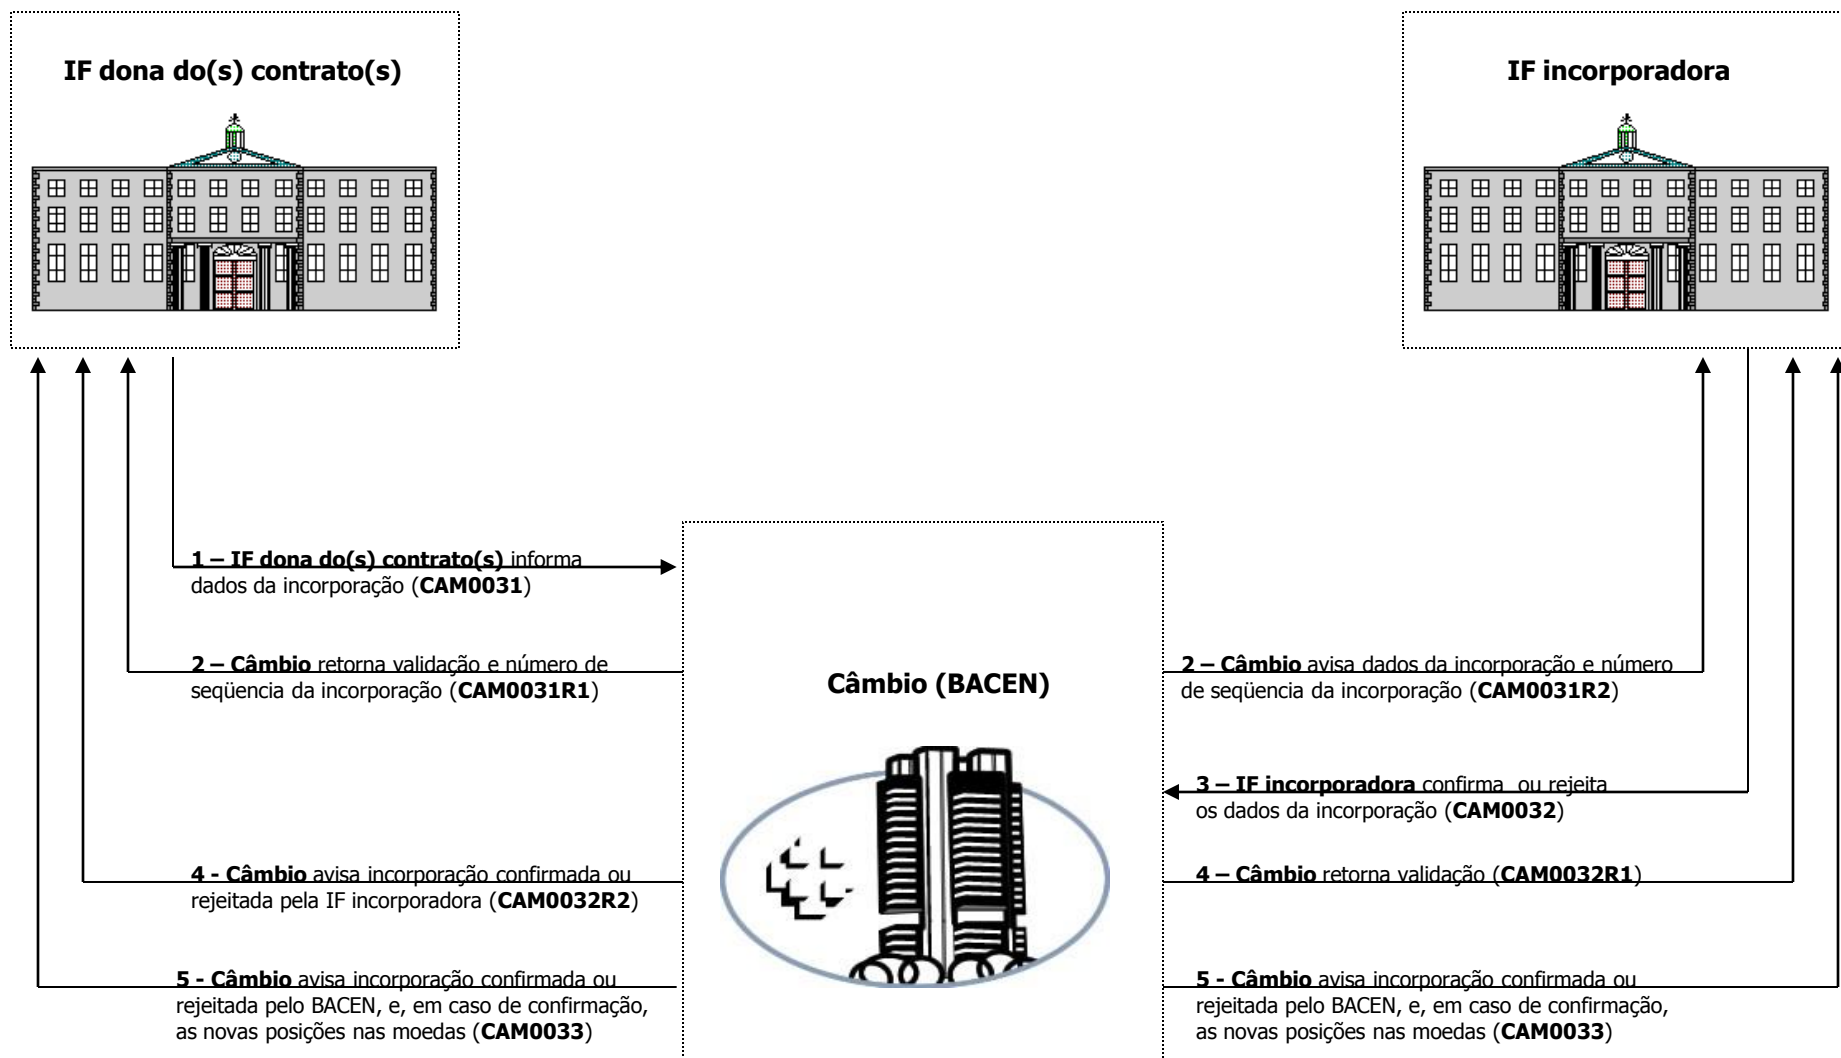 IF dona do(s) contrato(s)
IF incorporadora
1 – IF dona do(s) contrato(s) informa
dados da incorporação (CAM0031)
2 – Câmbio retorna validação e número de
seqüencia da incorporação (CAM0031R1)
Câmbio (BACEN)
2 – Câmbio avisa dados da incorporação e número
de seqüencia da incorporação (CAM0031R2)
3 – IF incorporadora confirma ou rejeita
os dados da incorporação (CAM0032)
4 - Câmbio avisa incorporação confirmada ou
rejeitada pela IF incorporadora (CAM0032R2)
4 – Câmbio retorna validação (CAM0032R1)
5 - Câmbio avisa incorporação confirmada ou
rejeitada pelo BACEN, e, em caso de confirmação,
as novas posições nas moedas (CAM0033)
5 - Câmbio avisa incorporação confirmada ou
rejeitada pelo BACEN, e, em caso de confirmação,
as novas posições nas moedas (CAM0033)